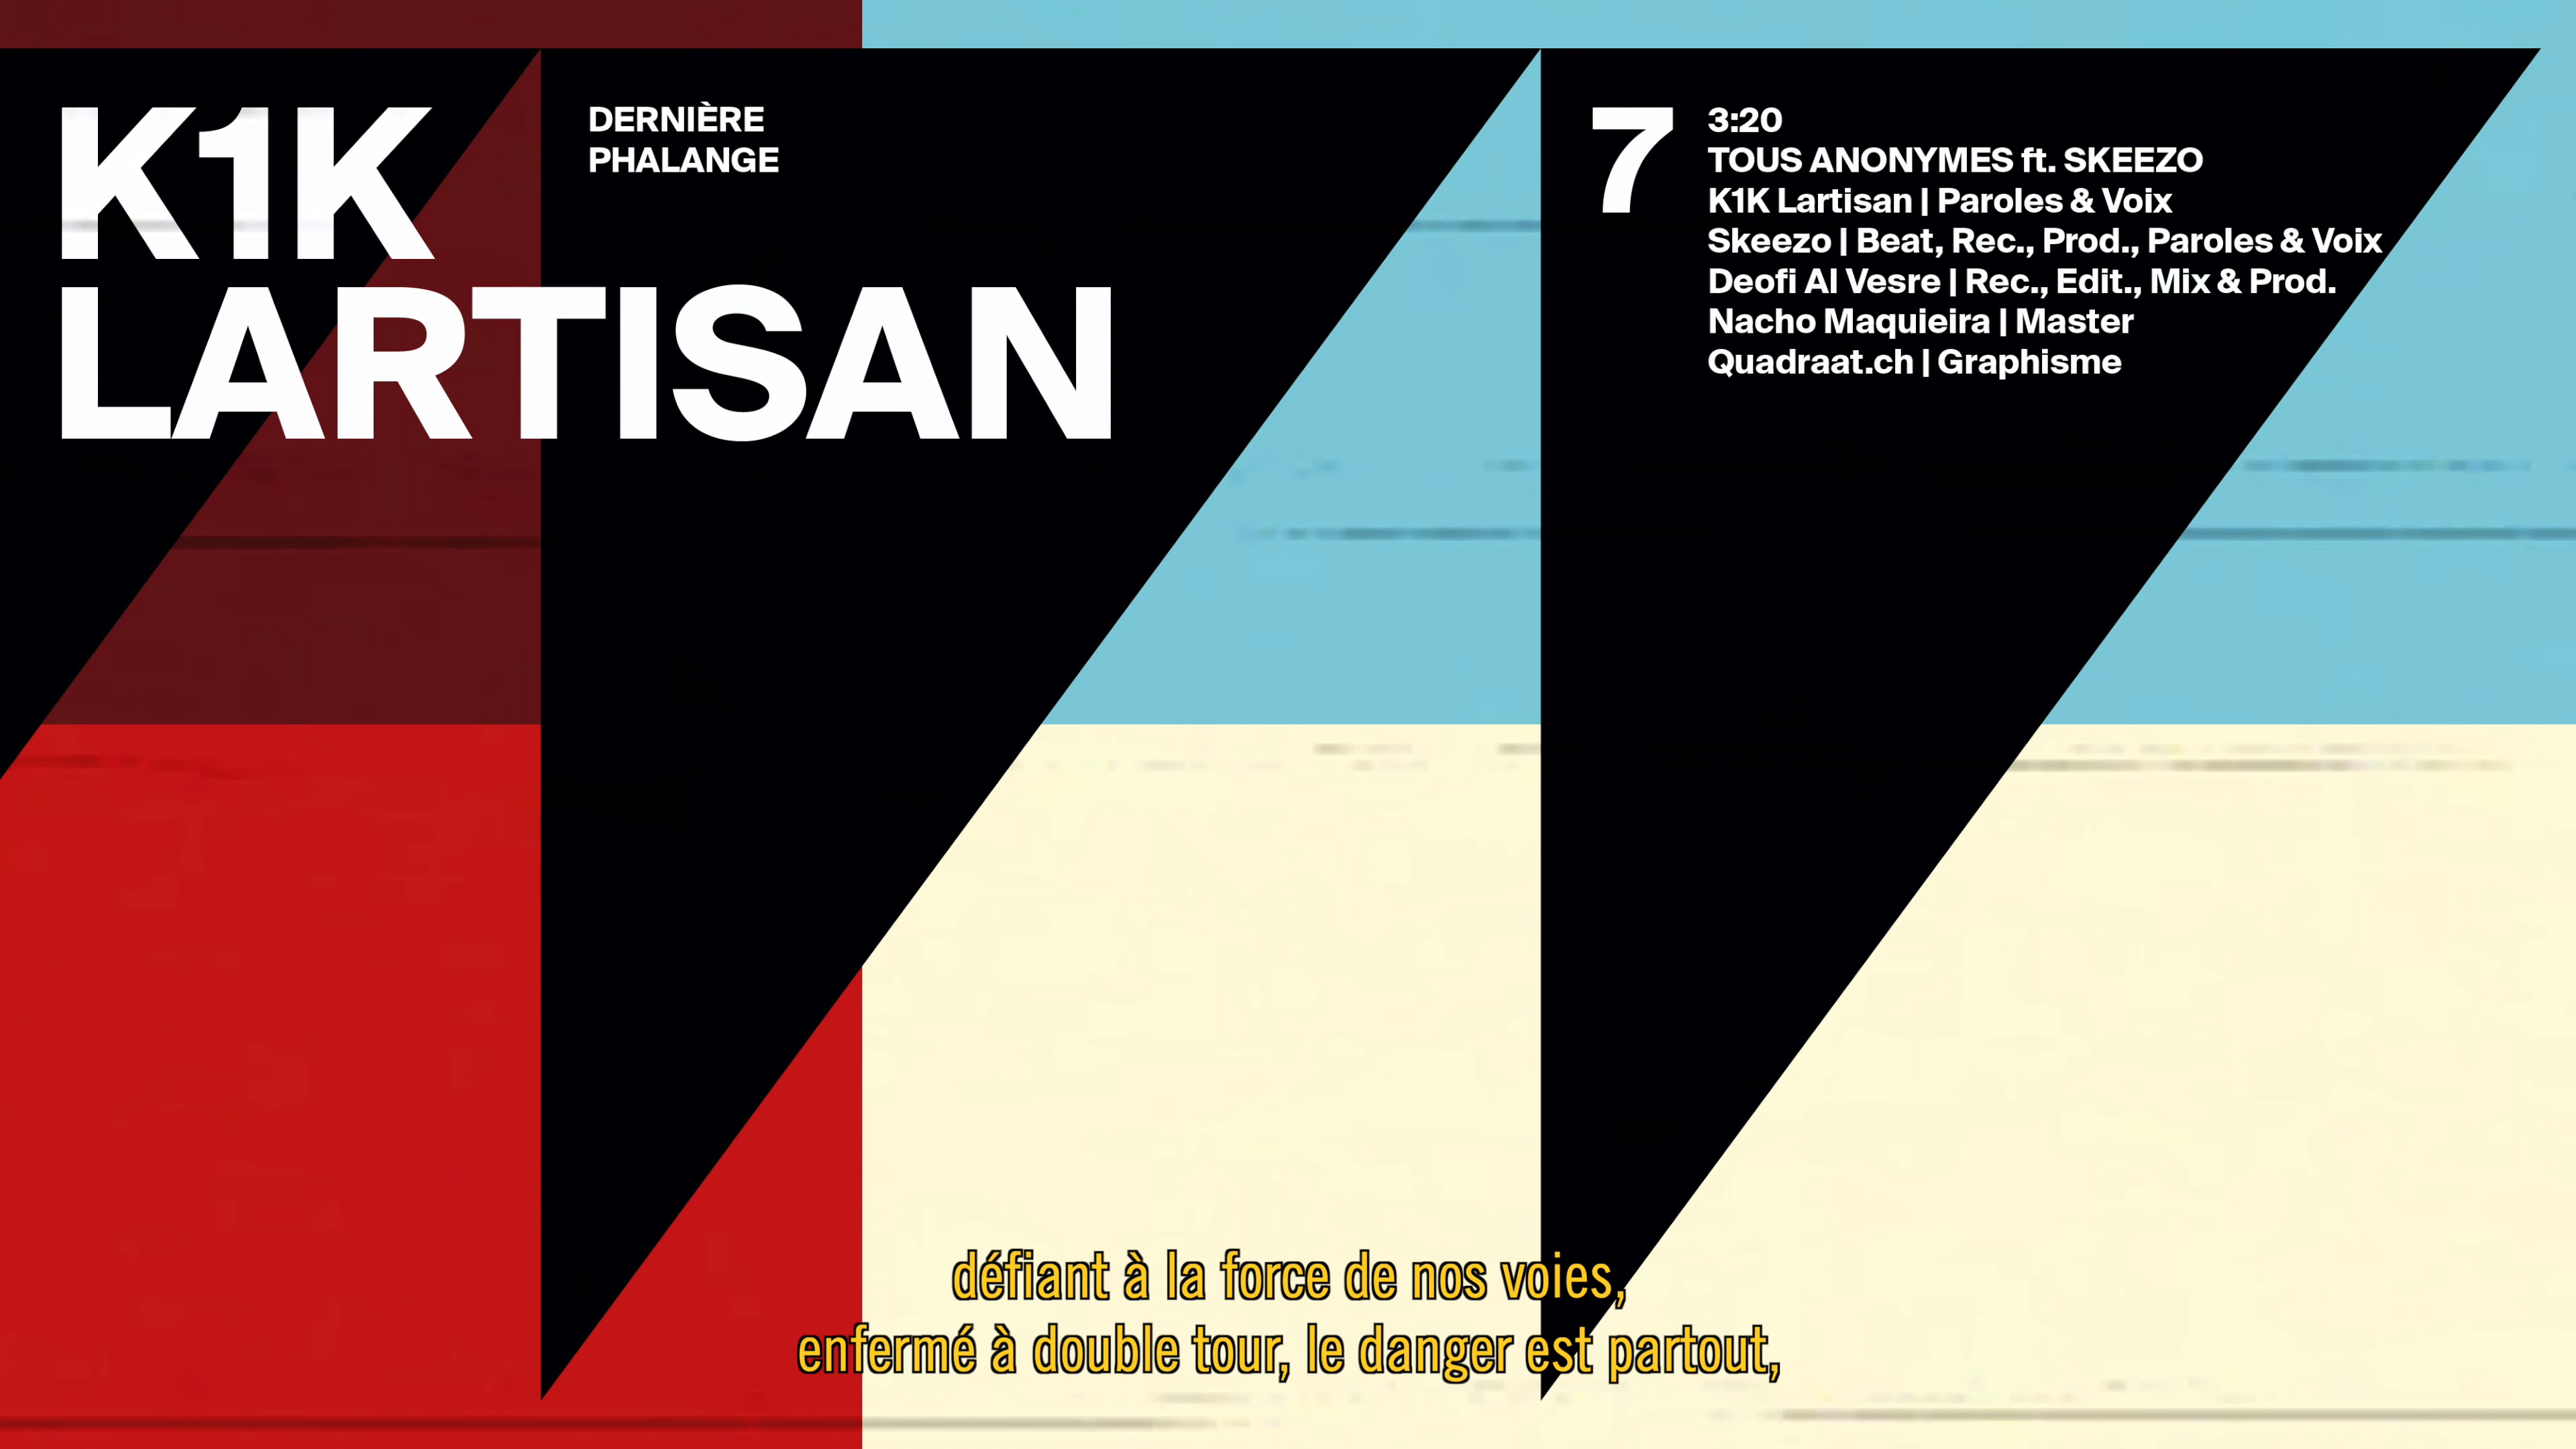 K1K
LARTISAN
DERNIÈRE
PHALANGE
7
3:20
TOUS ANONYMES ft. SKEEZO
K1K Lartisan | Paroles & Voix
Skeezo | Beat, Rec., Prod., Paroles & Voix
Deofi Al Vesre | Rec., Edit., Mix & Prod.
Nacho Maquieira | Master
Quadraat.ch | Graphisme
défiant à la force de nos voies,
enfermé à double tour, le danger est partout,